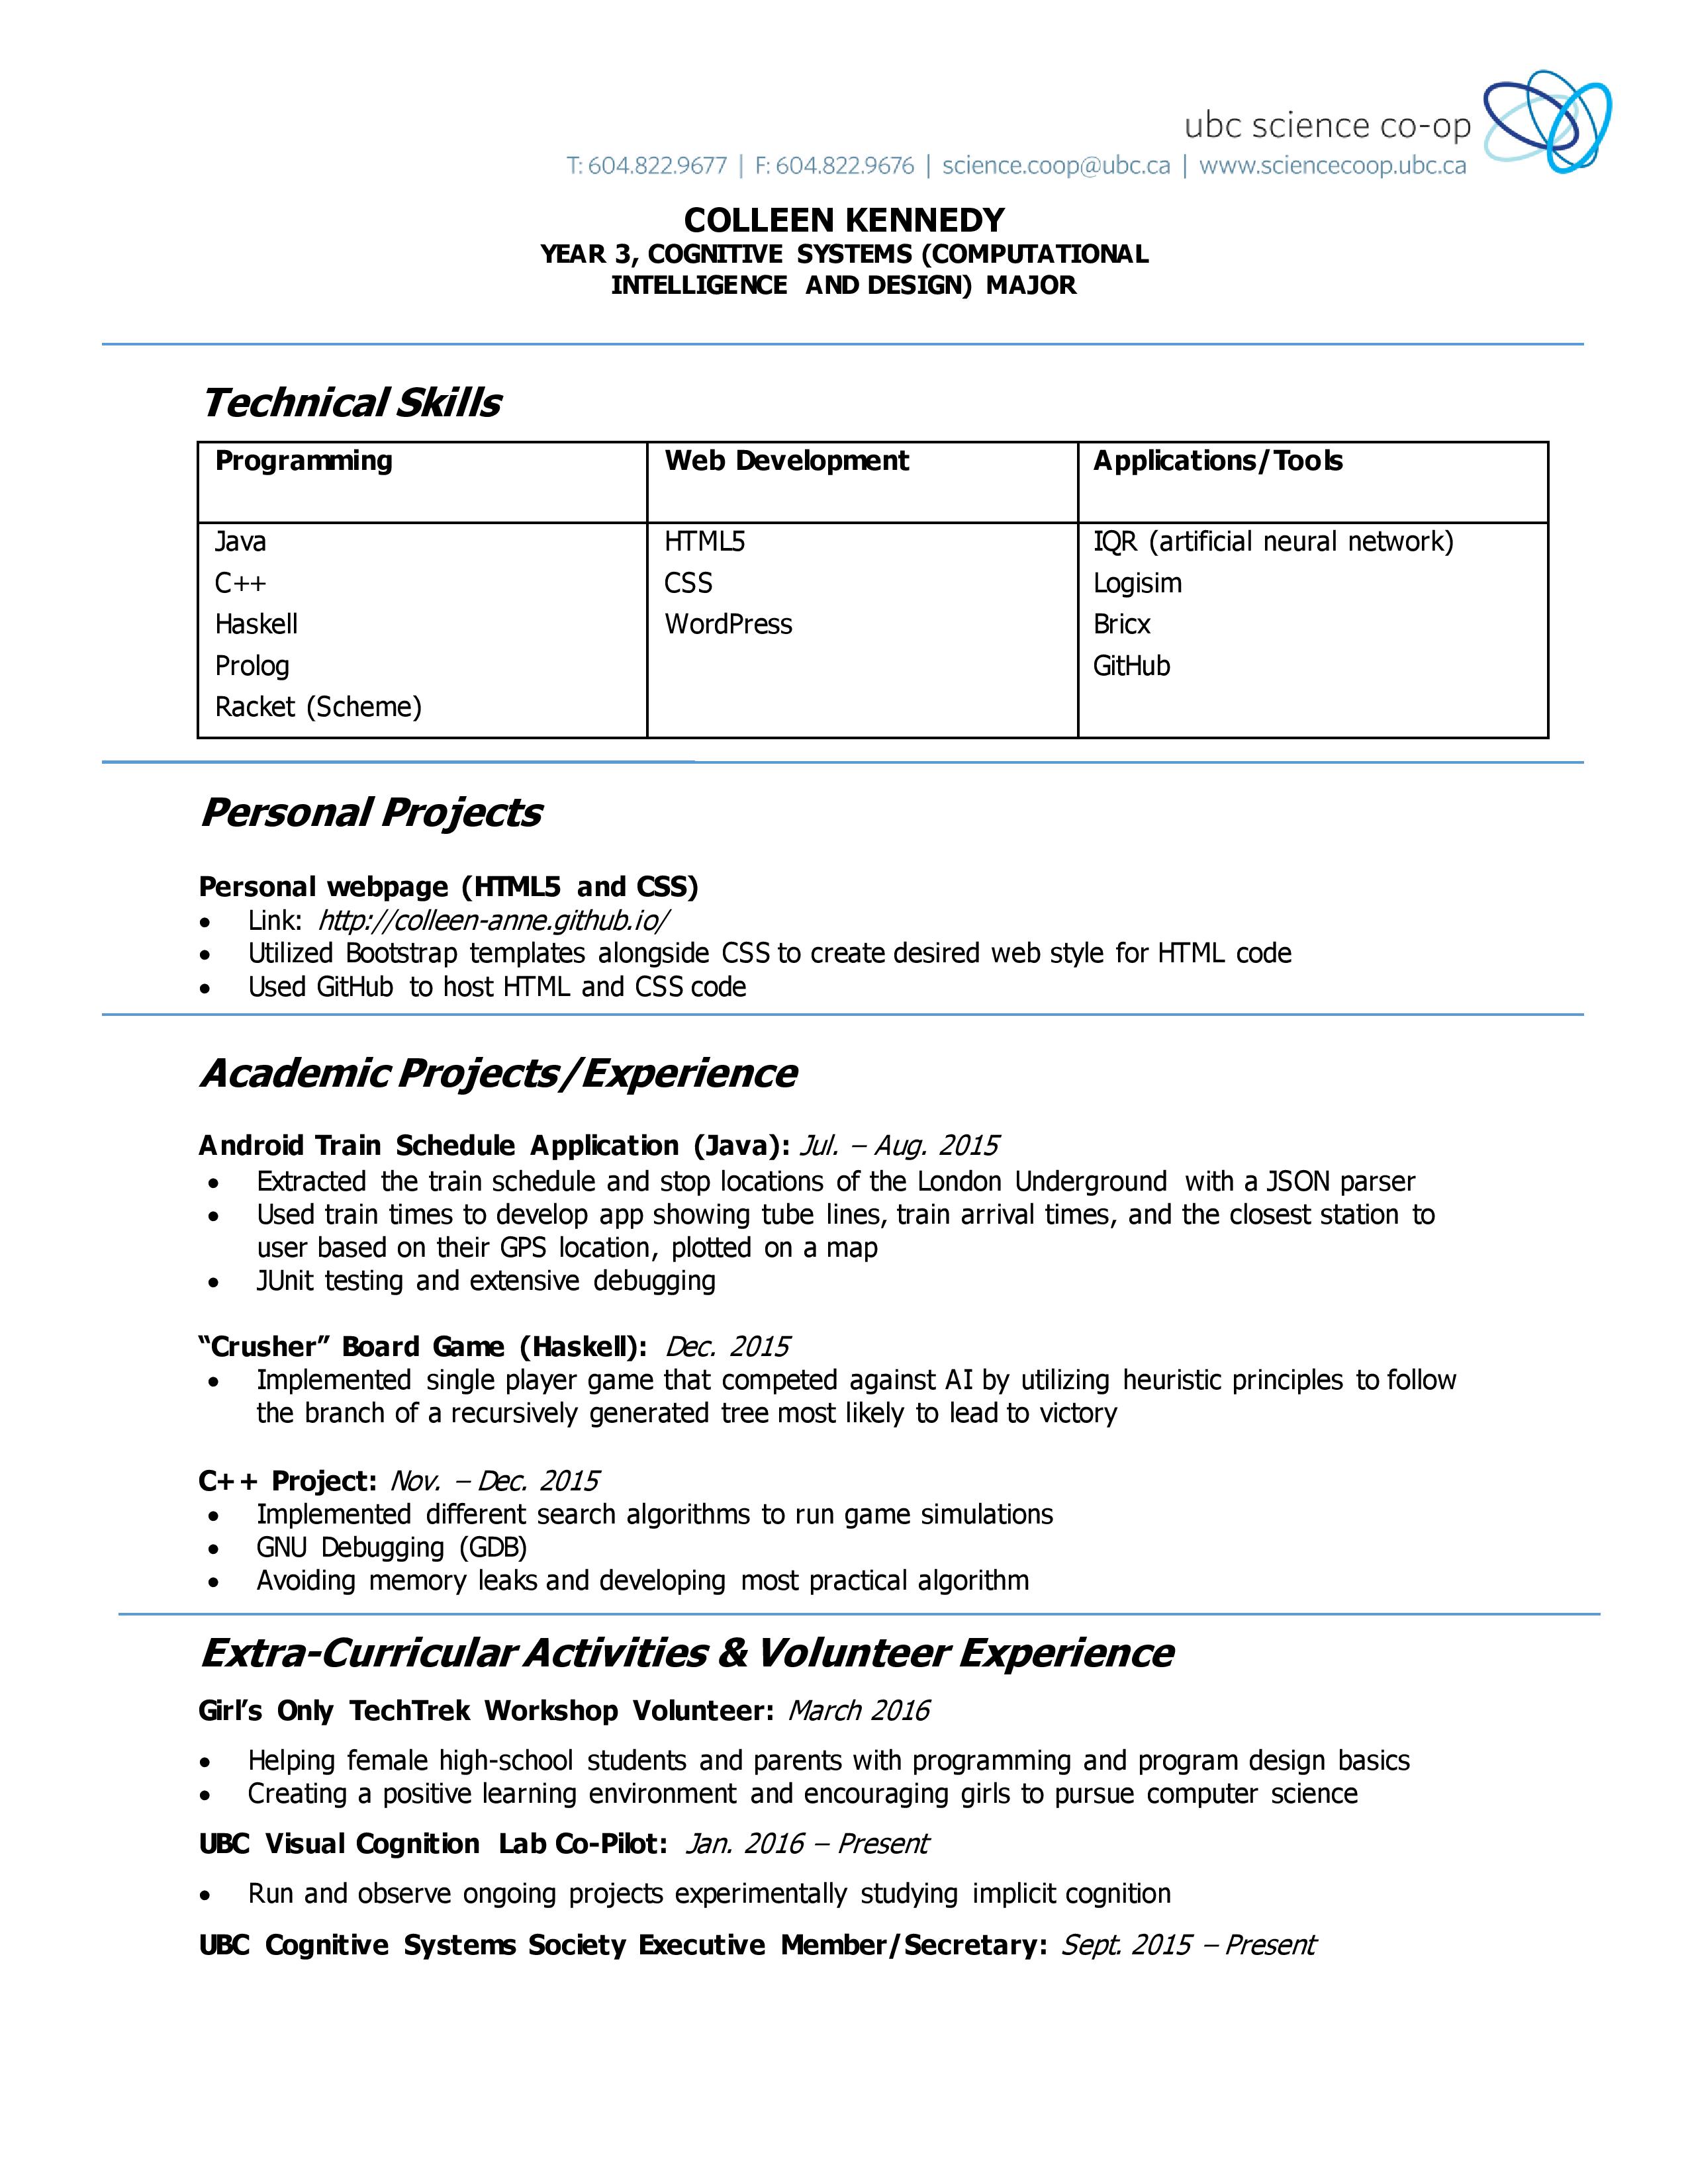 ubc science co-op
T: 604.822.9677 | F: 604.822.9676 | science.coop@ubc.ca | www.sciencecoop.ubc.ca
COLLEEN KENNEDY
YEAR 3, COGNITIVE SYSTEMS (COMPUTATIONAL
INTELLIGENCE AND DESIGN) MAJOR
Technical Skills
Programming
Web Development
Applications/Tools
Java
HTML5
IQR (artificial neural network)
C++
CSS
Logisim
Haskell
WordPress
Bricx
Prolog
GitHub
Racket (Scheme)
Personal Projects
Personal webpage (HTML5 and CSS)
• Link: http://colleen-anne.github.io/
• Utilized Bootstrap templates alongside CSS to create desired web style for HTML code
• Used GitHub to host HTML and CSS code
Academic Projects/Experience
Android Train Schedule Application (Java): Jul. – Aug. 2015
• Extracted the train schedule and stop locations of the London Underground with a JSON parser
• Used train times to develop app showing tube lines, train arrival times, and the closest station to
user based on their GPS location, plotted on a map
• JUnit testing and extensive debugging
“Crusher” Board Game (Haskell): Dec. 2015
• Implemented single player game that competed against AI by utilizing heuristic principles to follow
the branch of a recursively generated tree most likely to lead to victory
C++ Project: Nov. – Dec. 2015
• Implemented different search algorithms to run game simulations
• GNU Debugging (GDB)
• Avoiding memory leaks and developing most practical algorithm
Extra-Curricular Activities & Volunteer Experience
Girl’s Only TechTrek Workshop Volunteer: March 2016
• Helping female high-school students and parents with programming and program design basics
• Creating a positive learning environment and encouraging girls to pursue computer science
UBC Visual Cognition Lab Co-Pilot: Jan. 2016 – Present
• Run and observe ongoing projects experimentally studying implicit cognition
UBC Cognitive Systems Society Executive Member/Secretary: Sept. 2015 – Present